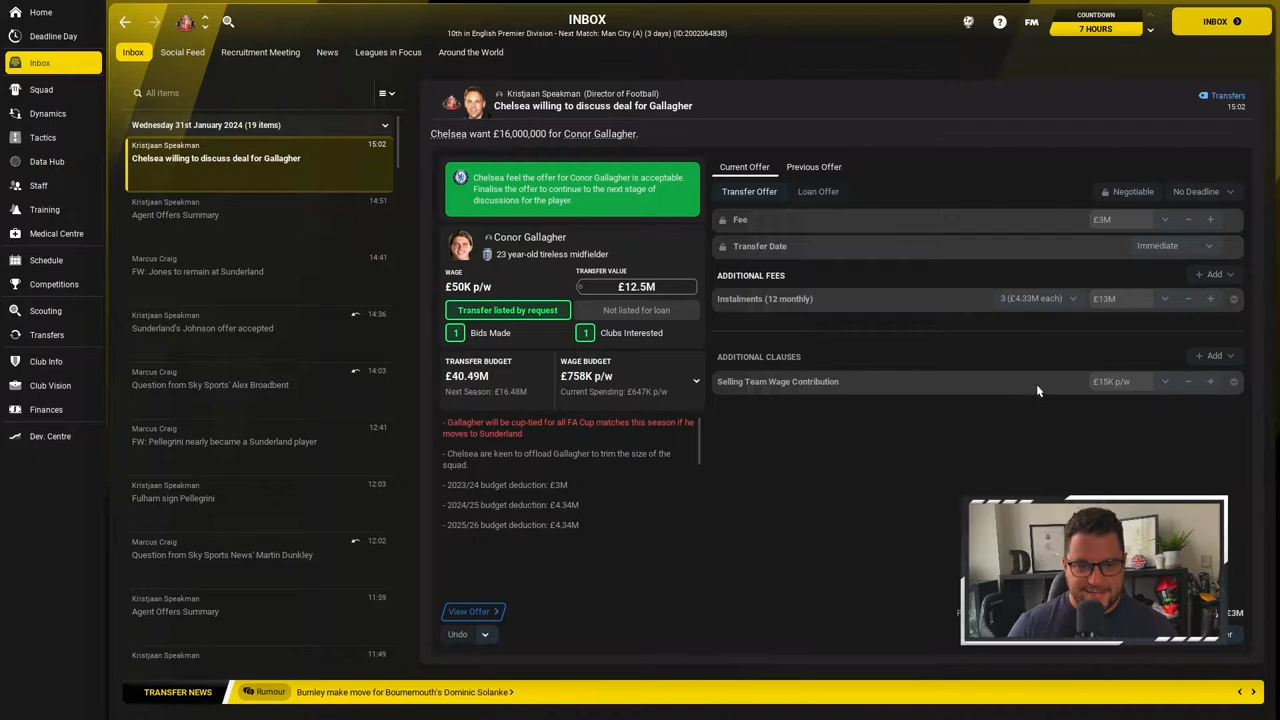 Home
Deadline Day
Inbox
Squad
Dynamics
Tactics
Data Hub
Staff
Training
Medical Centre
Schedule
Competitions
Scouting
Transfers
Club Info
Club Vision
Finances
Dev. Centre
INBOX
10th in English Premier Division - Next Match: Man City (A) (3 days) (ID:2002064838)
FM
COUNTDOWN
7 HOURS
INBOX
Inbox
Social Feed
Recruitment Meeting
News
Leagues in Focus
Around the World
All Items
Wednesday 31st January 2024 (19 items)
Kristjaan Speakman
15:02
Chelsea willing to discuss deal for Gallagher
Kristjaan Speakman
14:51
Agent Offers Summary
Marcus Craig
14:41
FW: Jones to remain at Sunderland
Kristjaan Speakman
14:36
Sunderland's Johnson offer accepted
Kristjaan Speakman
14:03
Question from Sky Sports' Alex Broadbent
Marcus Craig
12:41
FW: Pellegrini nearly became a Sunderland player
Kristjaan Speakman
12:03
Fulham sign Pellegrini
Marcus Craig
12:02
Question from Sky Sports News' Martin Dunkley
Kristjaan Speakman
11:59
Agent Offers Summary
Kristjaan Speakman
11:49
Kristjaan Speakman (Director of Football)
Chelsea willing to discuss deal for Gallagher
Transfers
15:02
Chelsea want £16,000,000 for Conor Gallagher.
Chelsea feel the offer for Conor Gallagher is acceptable.
Finalise the offer to continue to the next stage of
discussions for the player.
Conor Gallagher
23 year-old tireless midfielder
WAGE
£50K p/w
TRANSFER VALUE
£12.5M
Transfer listed by request
Not listed for loan
1 Bids Made
1 Clubs Interested
TRANSFER BUDGET
£40.49M
Next Season: £16.48M
WAGE BUDGET
£758K p/w
Current Spending: £647K p/w
- Gallagher will be cup-tied for all FA Cup matches this season if he
moves to Sunderland
- Chelsea are keen to offload Gallagher to trim the size of the
squad.
- 2023/24 budget deduction: £3M
- 2024/25 budget deduction: £4.34M
- 2025/26 budget deduction: £4.34M
View Offer
Undo
Current Offer
Previous Offer
Transfer Offer
Loan Offer
Negotiable
No Deadline
Fee
£3M
Transfer Date
Immediate
ADDITIONAL FEES
Add
Instalments (12 monthly)
3 (£4.33M each)
£13M
ADDITIONAL CLAUSES
Add
Selling Team Wage Contribution
£15K p/w
£3M
D
TRANSFER NEWS
Rumour
Burnley make move for Bournemouth's Dominic Solanke